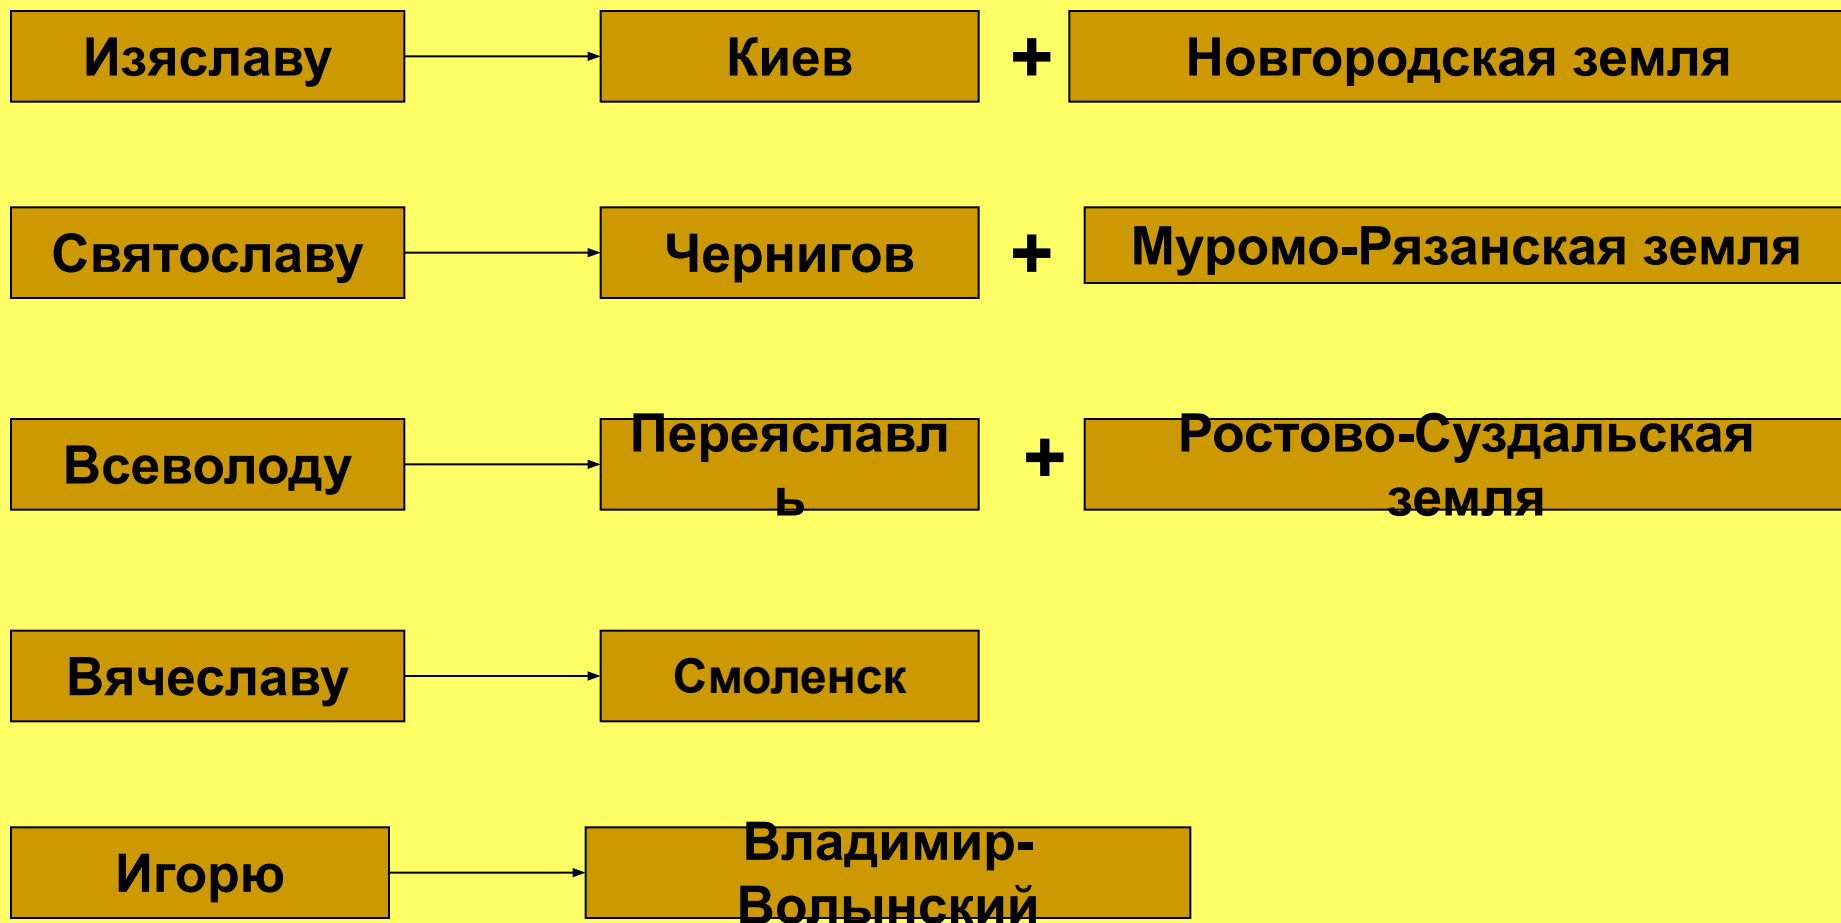 Изяславу Киев + Новгородская земля
Святославу Чернигов + Муромо-Рязанская земля
Всеволоду Переяславл
ь + Ростово-Суздальская
земля
Вячеславу Смоленск
Игорю Владимир-
Волынский